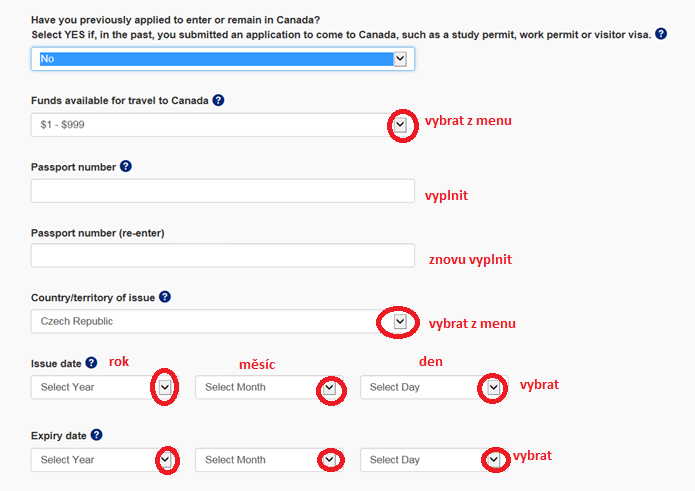 Have you previously applied to enter or remain in Canada?
Select YES if, in the past, you submitted an application to come to Canada, such as a study permit, work permit or visitor visa. ?
No
Funds available for travel to Canada ?
$1 - $999 vybrat z menu
Passport number ?
vyplnit
Passport number (re-enter)
znovu vyplnit
Country/territory of issue ?
Czech Republic vybrat z menu
Issue date ? rok měsíc den
Select Year Select Month Select Day vybrat
Expiry date ?
Select Year Select Month Select Day vybrat